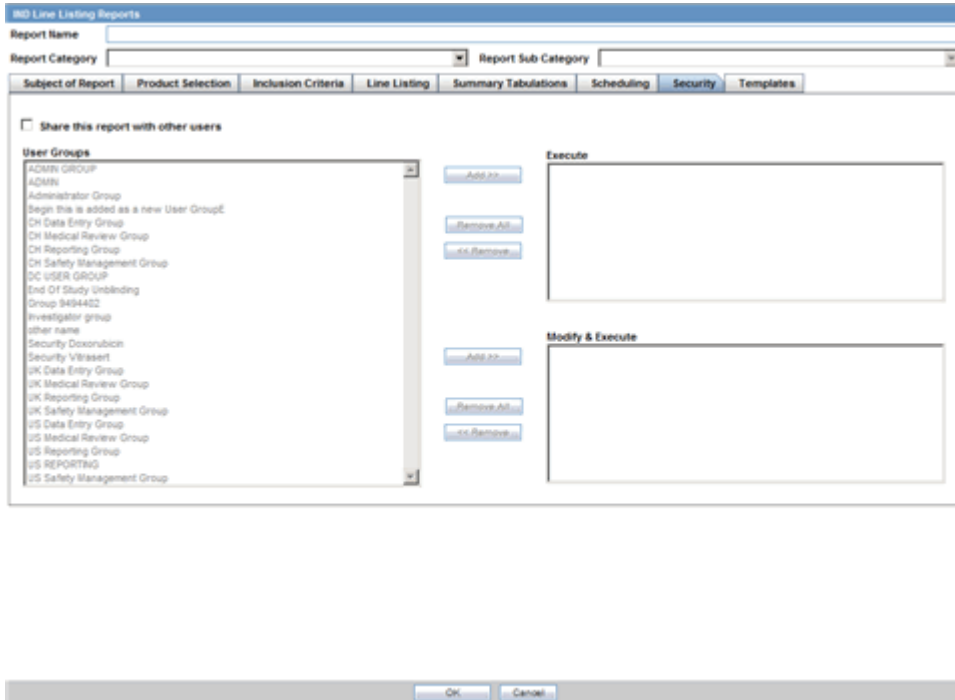 IND Line Listing Reports
Report Name
Report Category
Report Sub Category
Subject of Report Product Selection Inclusion Criteria Line Listing Summary Tabulations Scheduling Security Templates
Share this report with other users
User Groups
ADMIN GROUP
ADMIN
Administrator Group
Begin this is added as a new User GroupE
CH Data Entry Group
CH Medical Review Group
CH Reporting Group
CH Safety Management Group
DC USER GROUP
End Of Study Unblinding
Group 9494402
Investigator group
other name
Security Doxorubicin
Security Vitrasert
UK Data Entry Group
UK Medical Review Group
UK Reporting Group
UK Safety Management Group
US Data Entry Group
US Medical Review Group
US Reporting Group
US REPORTING
US Safety Management Group
Add >>
Remove All
<< Remove
Execute
Add >>
Remove All
<< Remove
Modify & Execute
OK Cancel